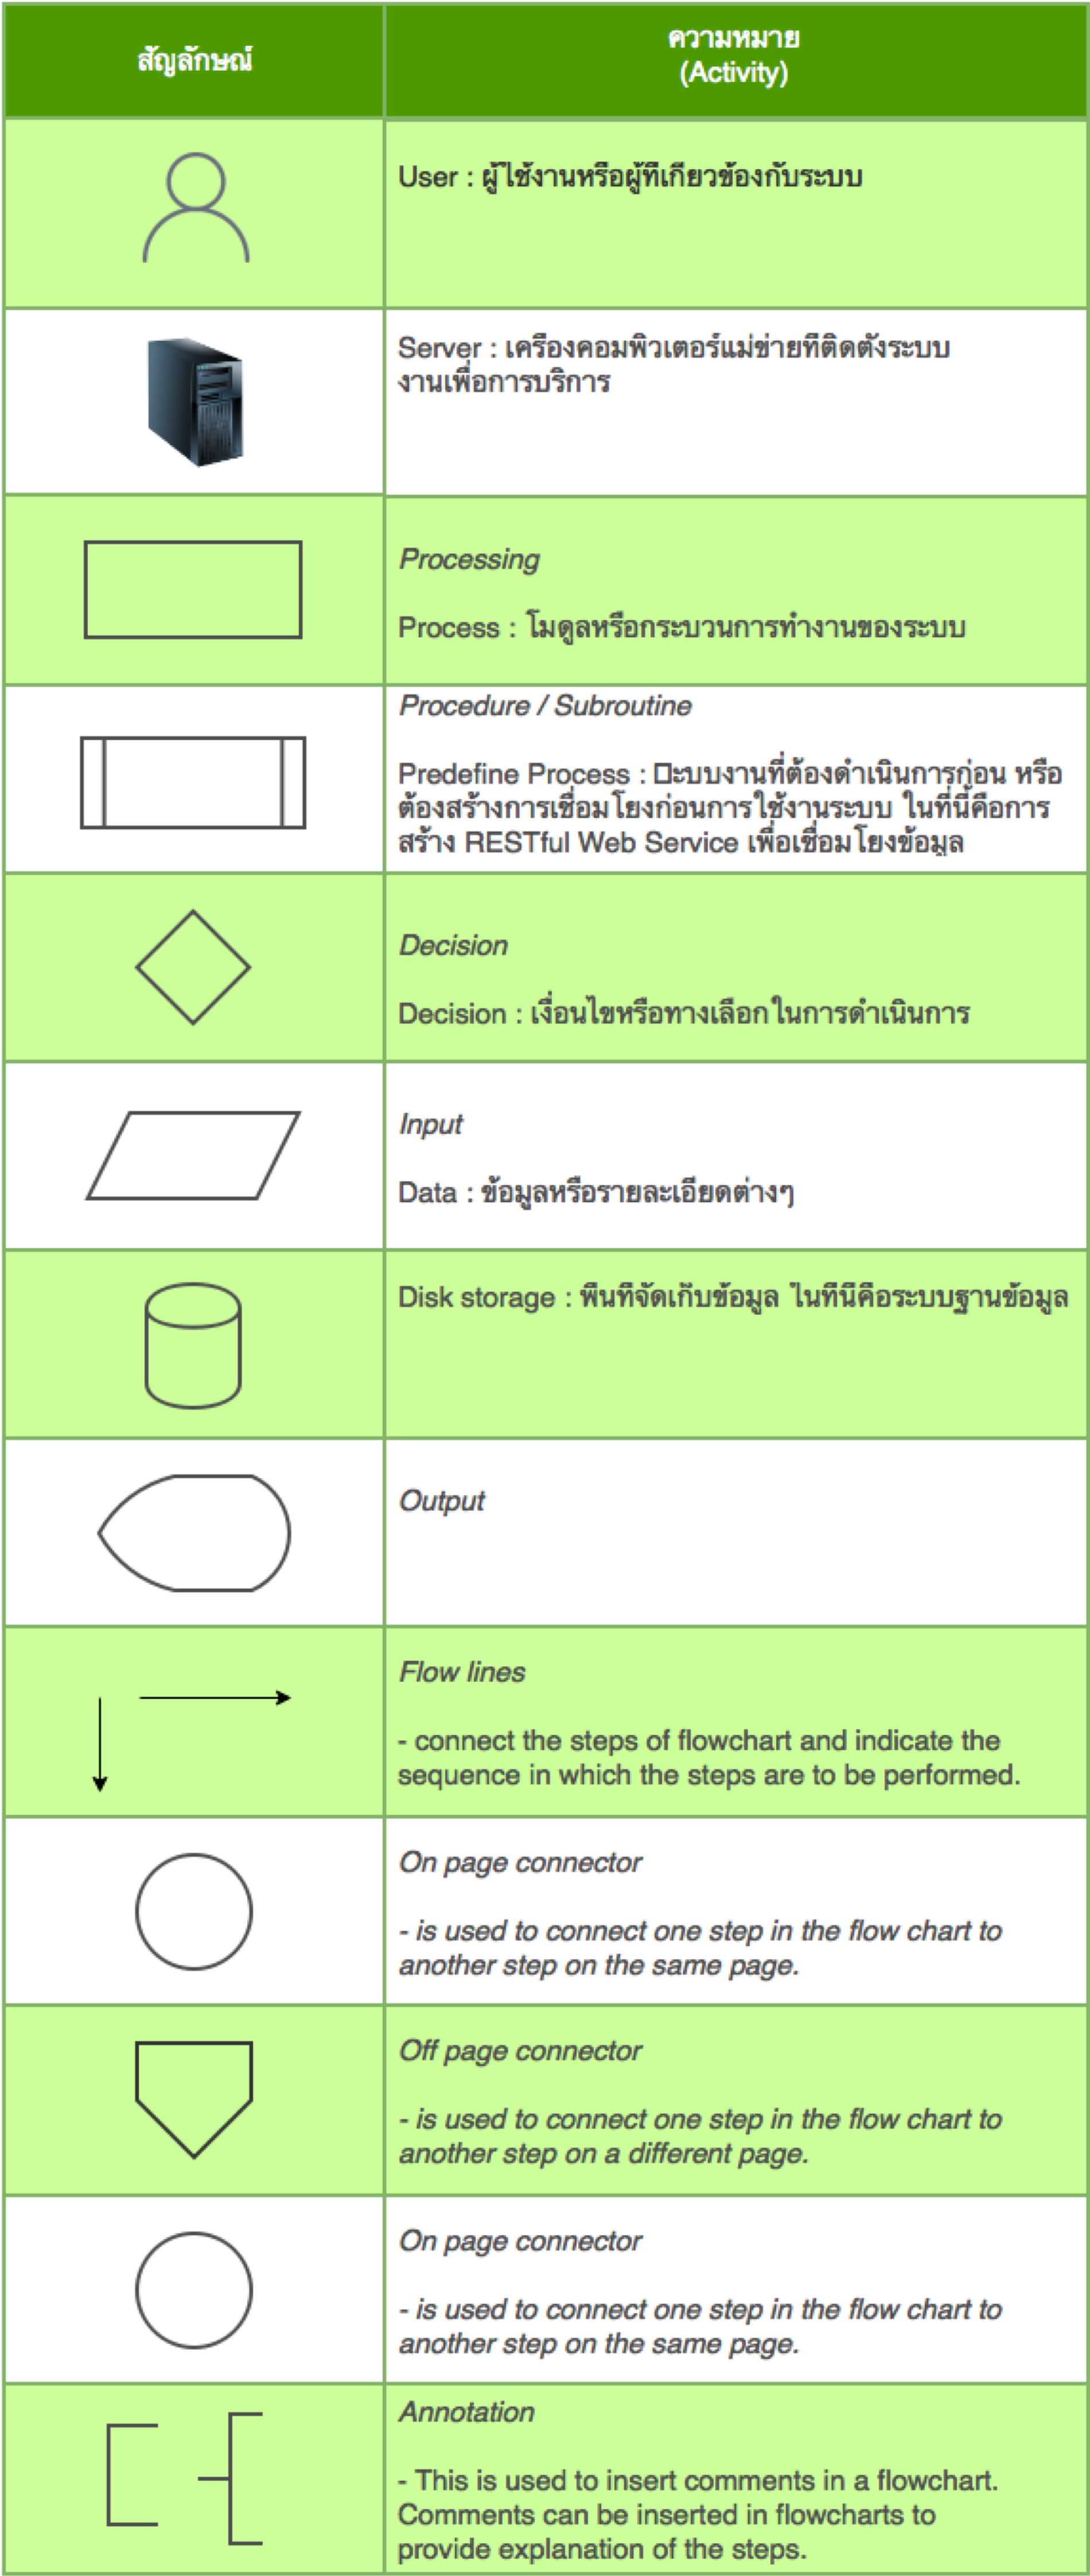 สัญลักษณ์
ความหมาย
(Activity)
User : ผู้ใช้งานหรือผู้ที่เกี่ยวข้องกับระบบ
Server : เครื่องคอมพิวเตอร์แม่ข่ายที่ติดตั้งระบบ
งานเพื่อการบริการ
Processing
Process : โมดูลหรือกระบวนการทำงานของระบบ
Procedure / Subroutine
Predefine Process : □ะบบงานที่ต้องดำเนินการก่อน หรือ
ต้องสร้างการเชื่อมโยงก่อนการใช้งานระบบ ในที่นี้คือการ
สร้าง RESTful Web Service เพื่อเชื่อมโยงข้อมูล
Decision
Decision : เงื่อนไขหรือทางเลือกในการดำเนินการ
Input
Data : ข้อมูลหรือรายละเอียดต่างๆ
Disk storage : พื้นที่จัดเก็บข้อมูล ในที่นี้คือระบบฐานข้อมูล
Output
Flow lines
- connect the steps of flowchart and indicate the
sequence in which the steps are to be performed.
On page connector
- is used to connect one step in the flow chart to
another step on the same page.
Off page connector
- is used to connect one step in the flow chart to
another step on a different page.
On page connector
- is used to connect one step in the flow chart to
another step on the same page.
Annotation
- This is used to insert comments in a flowchart.
Comments can be inserted in flowcharts to
provide explanation of the steps.